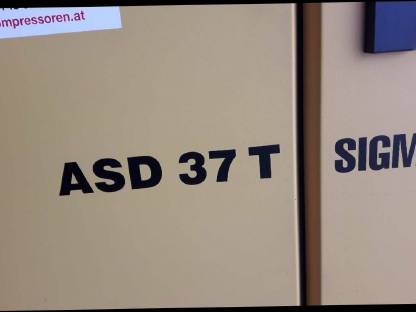 mpressoren.at
ASD 37 T
SIGM